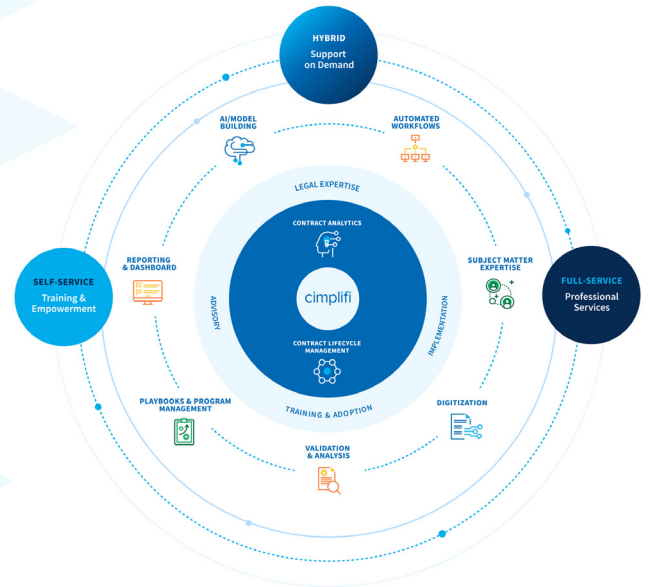 HYBRID
Support
on Demand
AI/MODEL
BUILDING
AUTOMATED
WORKFLOWS
LEGAL EXPERTISE
CONTRACT ANALYTICS
REPORTING
& DASHBOARD
SUBJECT MATTER
EXPERTISE
SELF-SERVICE
Training &
Empowerment
FULL-SERVICE
Professional
Services
cimplifi
ADVISORY
IMPLEMENTATION
CONTRACT LIFECYCLE
MANAGEMENT
PLAYBOOKS & PROGRAM
MANAGEMENT
DIGITIZATION
TRAINING & ADOPTION
VALIDATION
& ANALYSIS